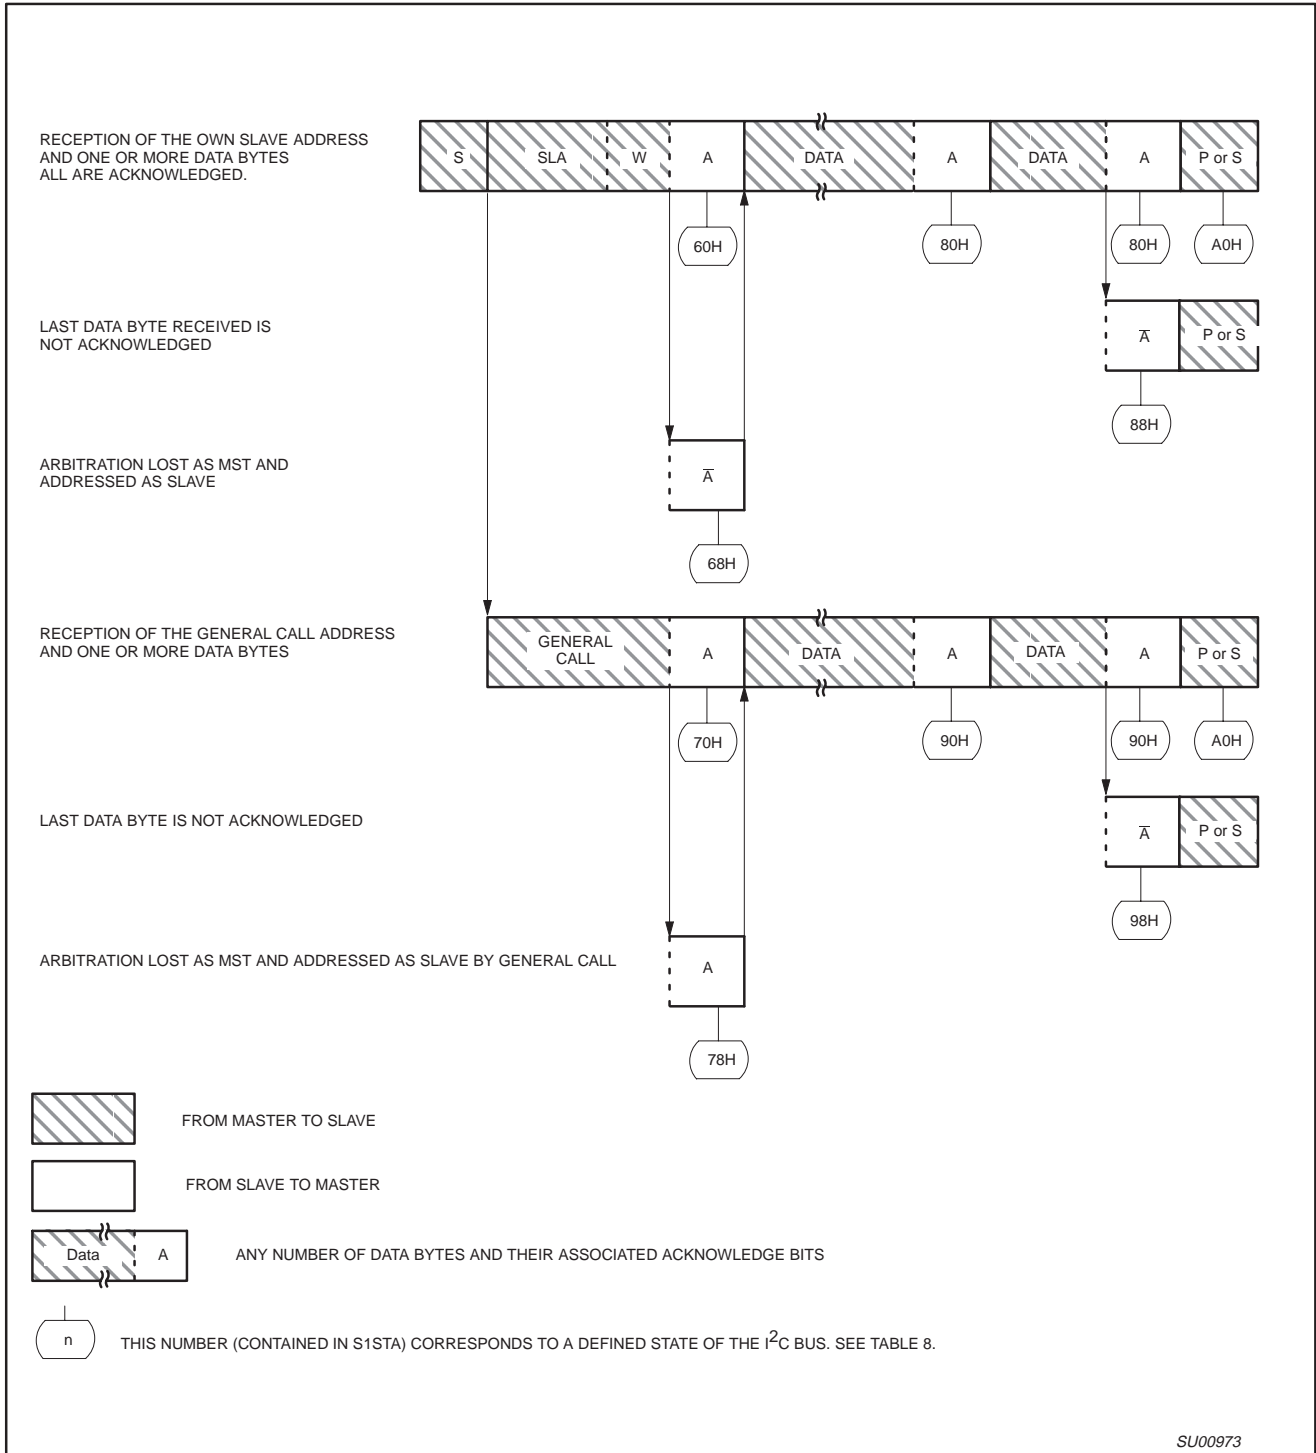 RECEPTION OF THE OWN SLAVE ADDRESS
AND ONE OR MORE DATA BYTES
ALL ARE ACKNOWLEDGED.
S SLA W A DATA A DATA A P or S
60H 80H 80H A0H
LAST DATA BYTE RECEIVED IS
NOT ACKNOWLEDGED
A̅ P or S
88H
ARBITRATION LOST AS MST AND
ADDRESSED AS SLAVE
A̅
68H
RECEPTION OF THE GENERAL CALL ADDRESS
AND ONE OR MORE DATA BYTES
GENERAL
CALL
A DATA A DATA A P or S
70H 90H 90H A0H
LAST DATA BYTE IS NOT ACKNOWLEDGED
A̅ P or S
98H
ARBITRATION LOST AS MST AND ADDRESSED AS SLAVE BY GENERAL CALL
A
78H
FROM MASTER TO SLAVE
FROM SLAVE TO MASTER
Data A ANY NUMBER OF DATA BYTES AND THEIR ASSOCIATED ACKNOWLEDGE BITS
n THIS NUMBER (CONTAINED IN S1STA) CORRESPONDS TO A DEFINED STATE OF THE I²C BUS. SEE TABLE 8.
SU00973